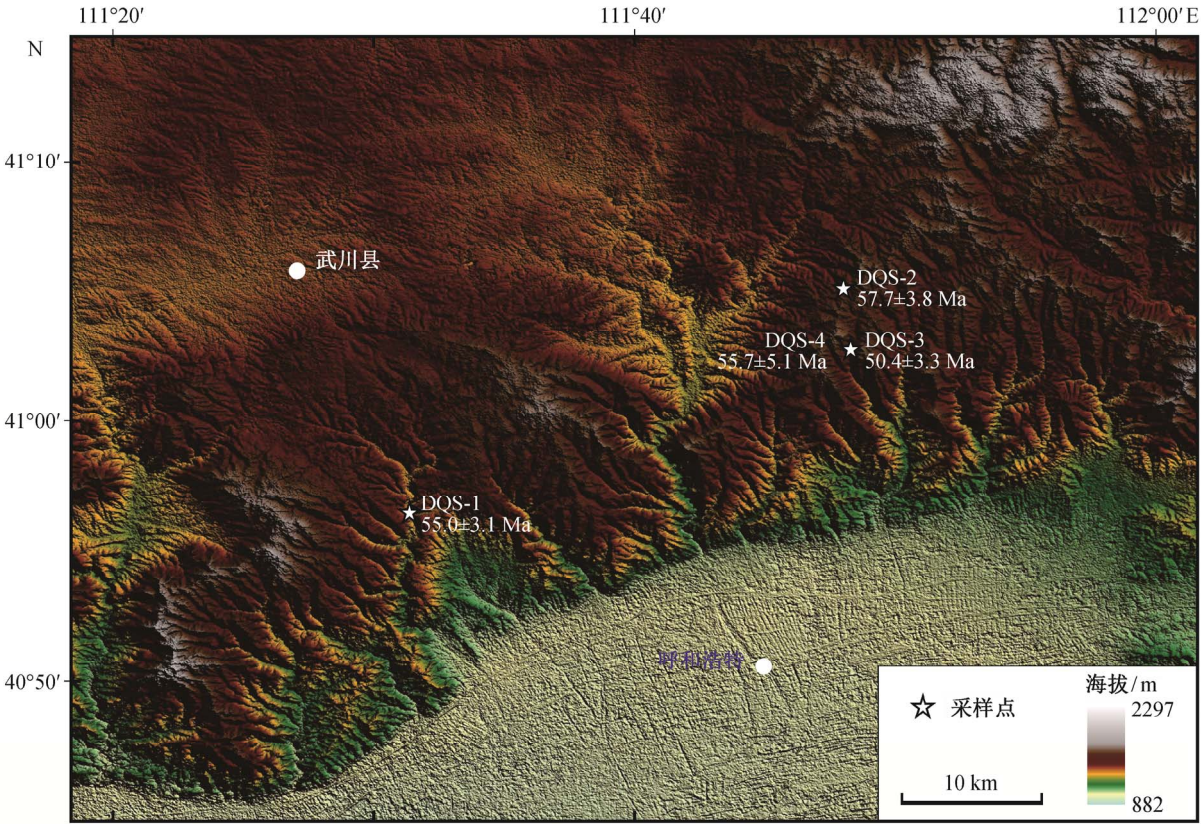 111°20′
111°40′
112°00′E
N
41°10′
武川县
DQS-2
57.7±3.8 Ma
DQS-4
55.7±5.1 Ma
DQS-3
50.4±3.3 Ma
41°00′
DQS-1
55.0±3.1 Ma
呼和浩特
40°50′
海拔/m
采样点
2297
10 km
882